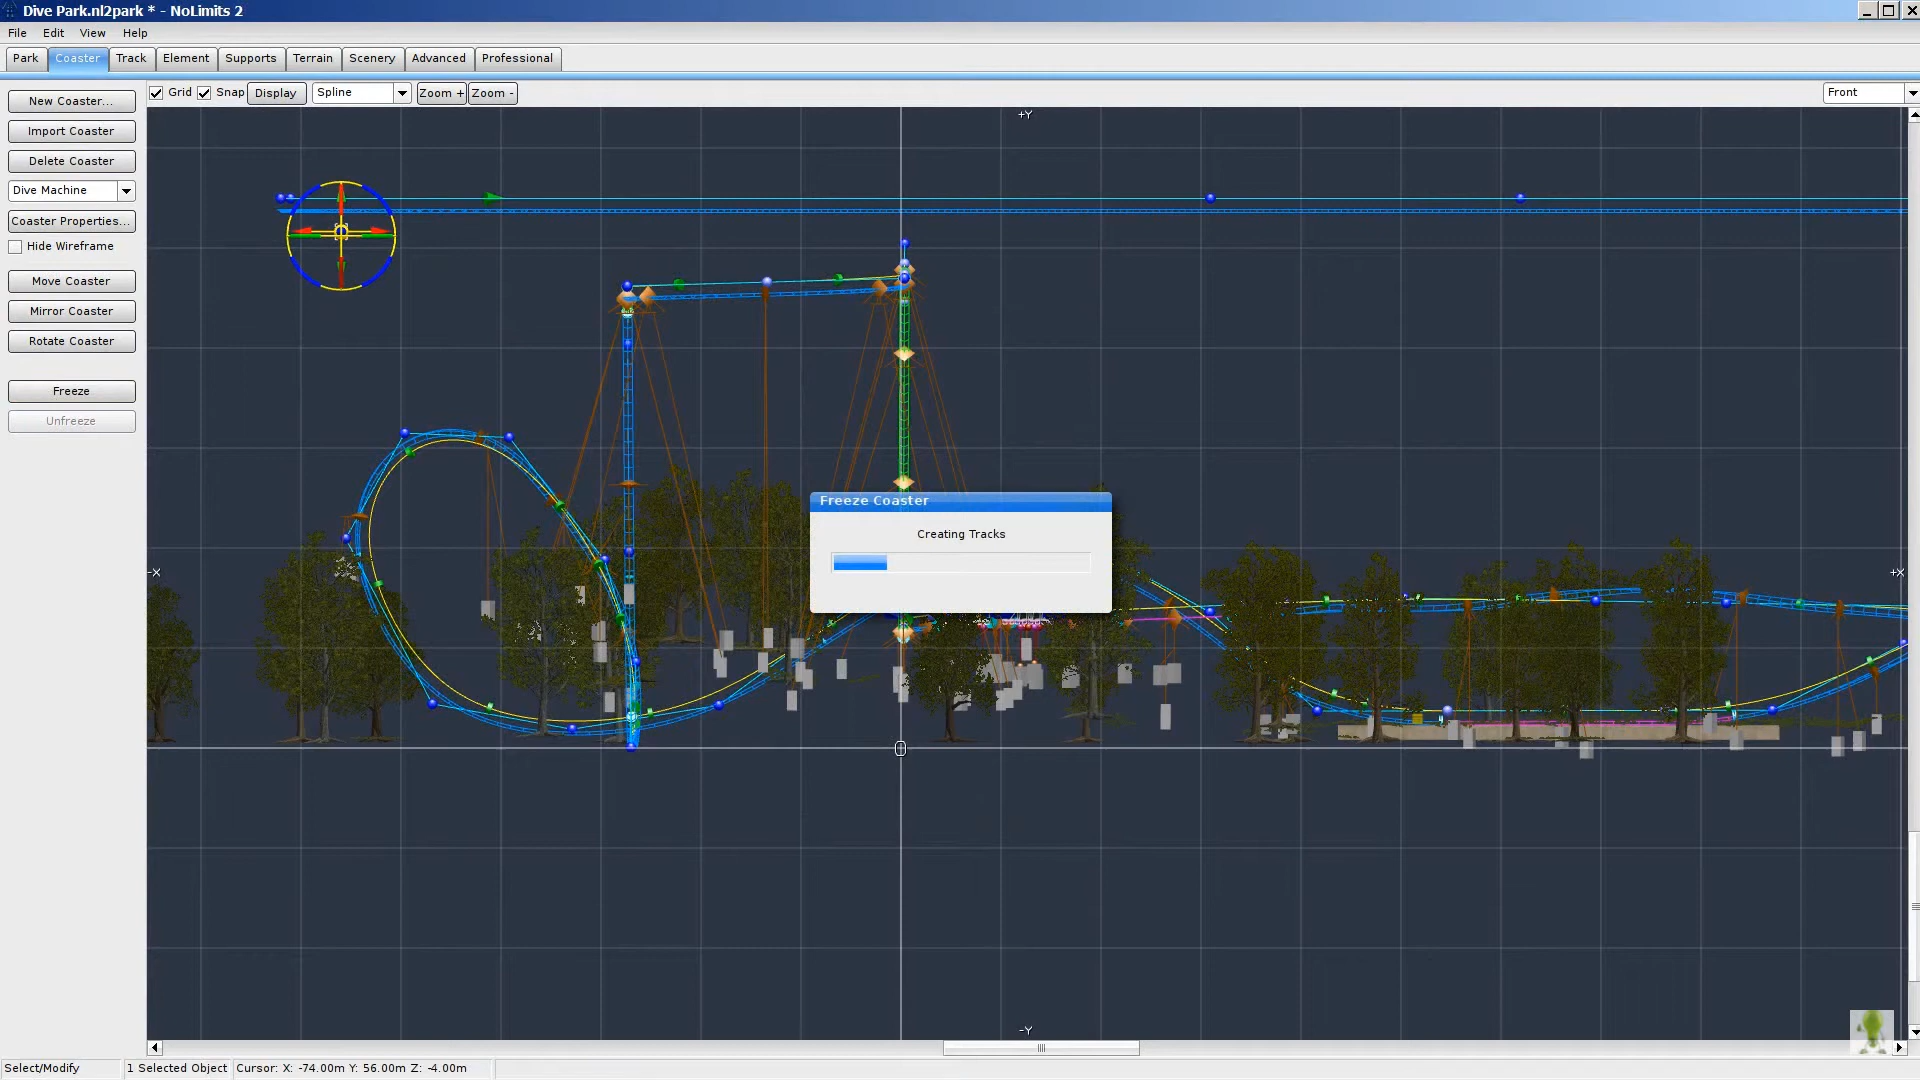 Dive Park.nl2park * - NoLimits 2
File Edit View Help
Park Coaster Track Element Supports Terrain Scenery Advanced Professional
Grid Snap Display Spline Zoom + Zoom - Front
New Coaster...
Import Coaster
Delete Coaster
Dive Machine
Coaster Properties...
Hide Wireframe
Move Coaster
Mirror Coaster
Rotate Coaster
Freeze
Unfreeze
+Y
-X
+X
-Y
0
Freeze Coaster
Creating Tracks
Select/Modify 1 Selected Object Cursor: X: -74.00m Y: 56.00m Z: -4.00m